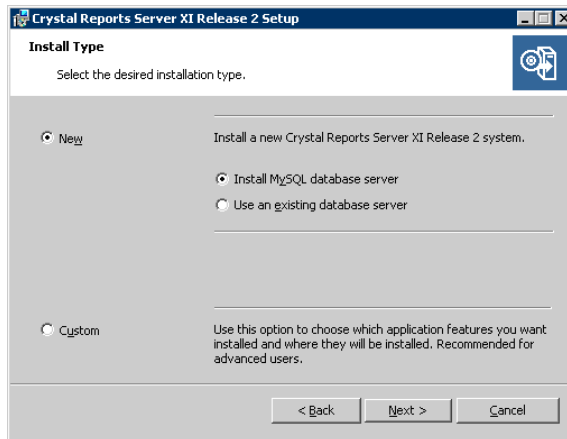 Crystal Reports Server XI Release 2 Setup
Install Type
Select the desired installation type.
New
Install a new Crystal Reports Server XI Release 2 system.
Install MySQL database server
Use an existing database server
Custom
Use this option to choose which application features you want
installed and where they will be installed. Recommended for
advanced users.
< Back
Next >
Cancel